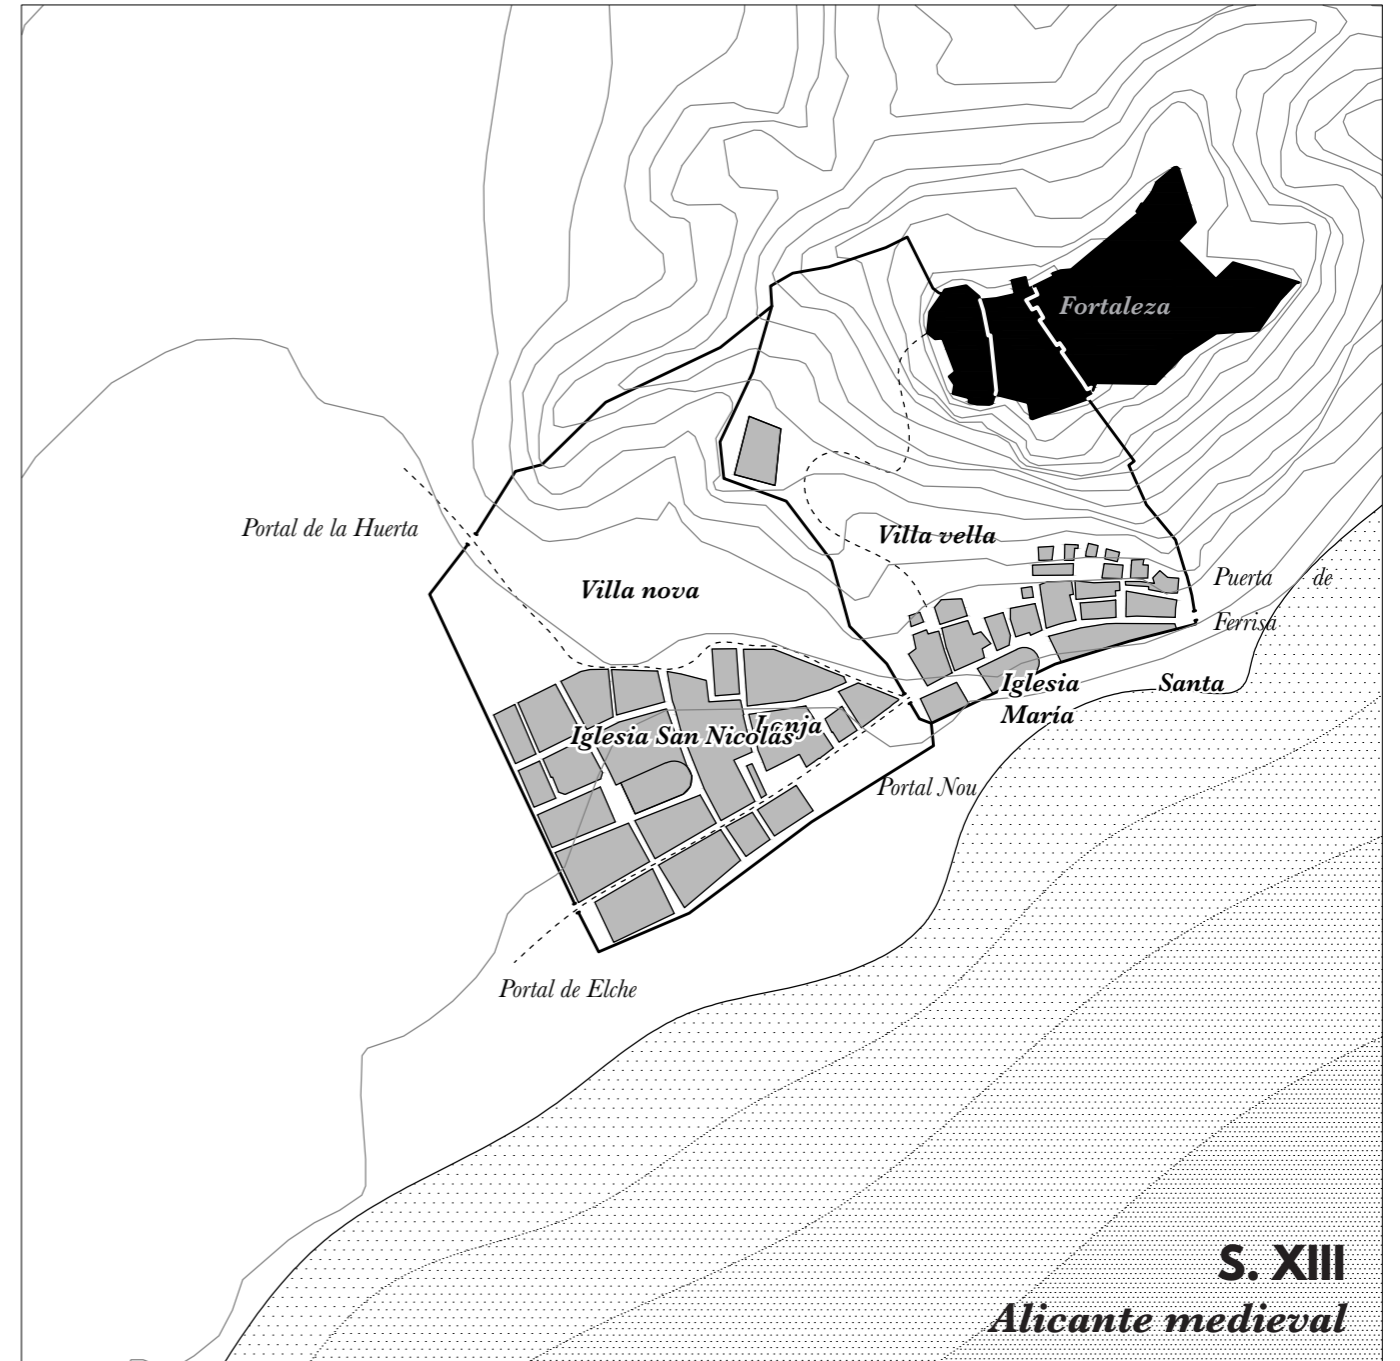 Fortaleza
Portal de la Huerta
Villa vella
Villa nova
Puerta de
Ferrisa
Iglesia Santa
María
Lonja
Iglesia San Nicolás
Portal Nou
Portal de Elche
S. XIII
Alicante medieval